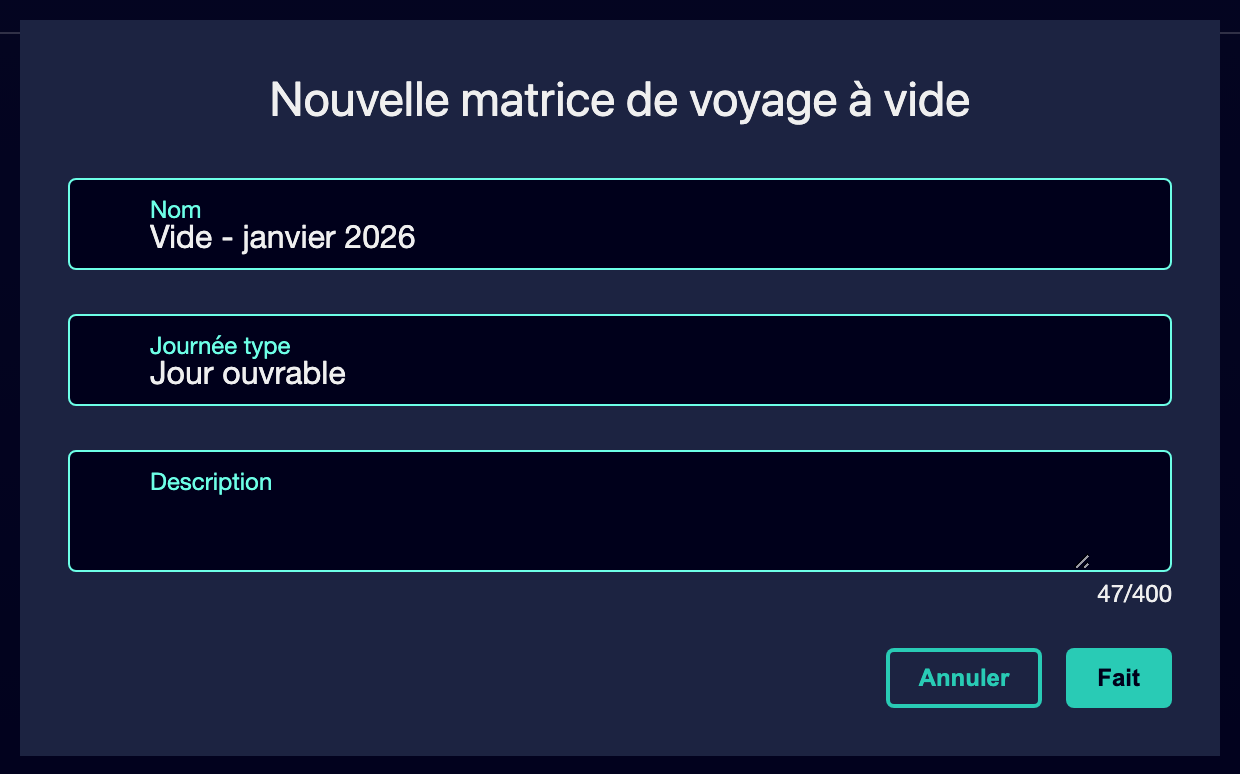 Nouvelle matrice de voyage à vide
Nom
Vide - janvier 2026
Journée type
Jour ouvrable
Description
47/400
Annuler
Fait